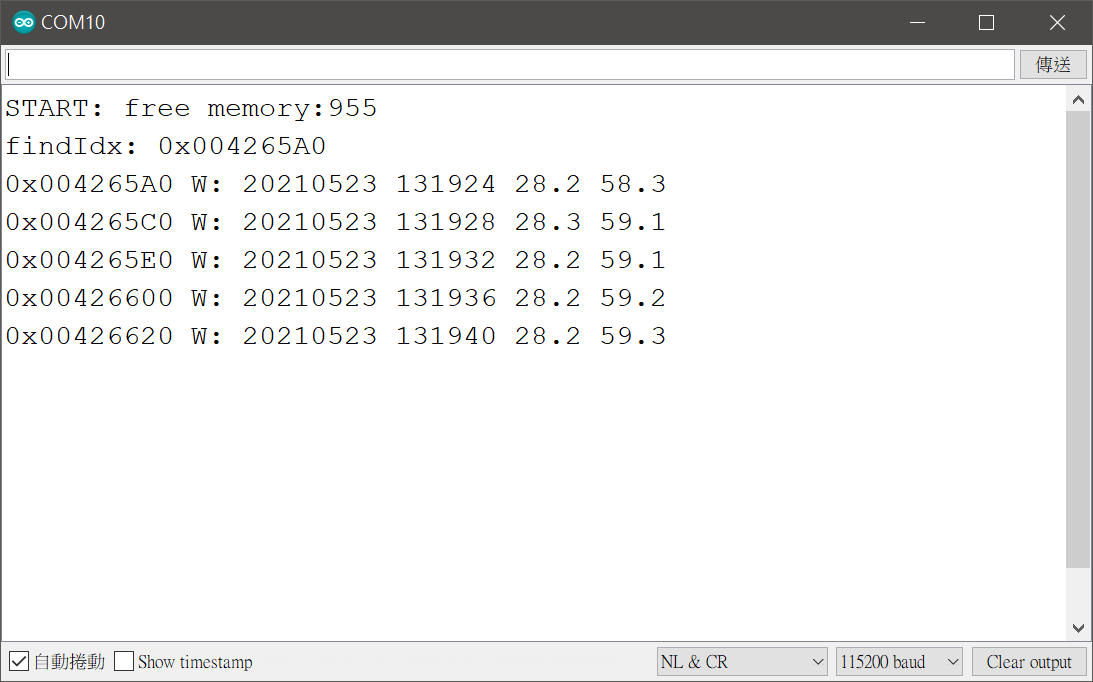 COM10
傳送
START: free memory:955
findIdx: 0x004265A0
0x004265A0 W: 20210523 131924 28.2 58.3
0x004265C0 W: 20210523 131928 28.3 59.1
0x004265E0 W: 20210523 131932 28.2 59.1
0x00426600 W: 20210523 131936 28.2 59.2
0x00426620 W: 20210523 131940 28.2 59.3
自動捲動 Show timestamp NL & CR 115200 baud Clear output